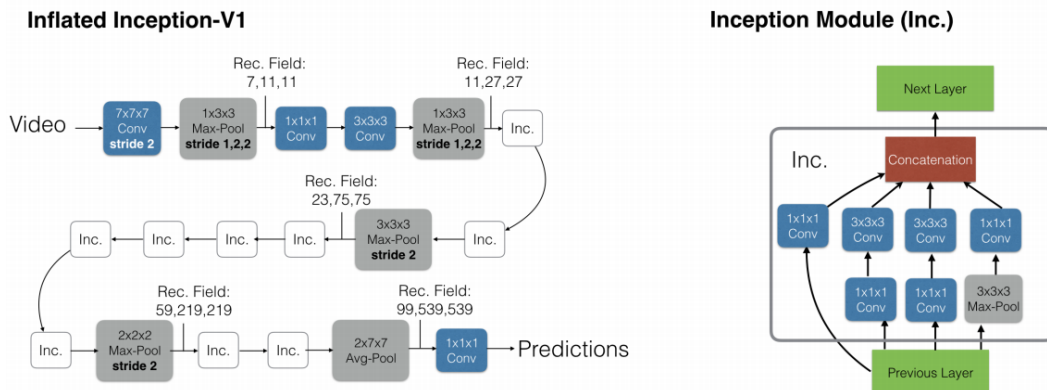 Inflated Inception-V1
Rec. Field:
7,11,11
Rec. Field:
11,27,27
Video
7x7x7
Conv
stride 2
1x3x3
Max-Pool
stride 1,2,2
1x1x1
Conv
3x3x3
Conv
1x3x3
Max-Pool
stride 1,2,2
Inc.
Rec. Field:
23,75,75
Inc.
Inc.
Inc.
Inc.
3x3x3
Max-Pool
stride 2
Inc.
Rec. Field:
59,219,219
Rec. Field:
99,539,539
Inc.
2x2x2
Max-Pool
stride 2
Inc.
Inc.
2x7x7
Avg-Pool
1x1x1
Conv
Predictions
Inception Module (Inc.)
Next Layer
Inc.
Concatenation
1x1x1
Conv
3x3x3
Conv
3x3x3
Conv
1x1x1
Conv
1x1x1
Conv
1x1x1
Conv
3x3x3
Max-Pool
Previous Layer